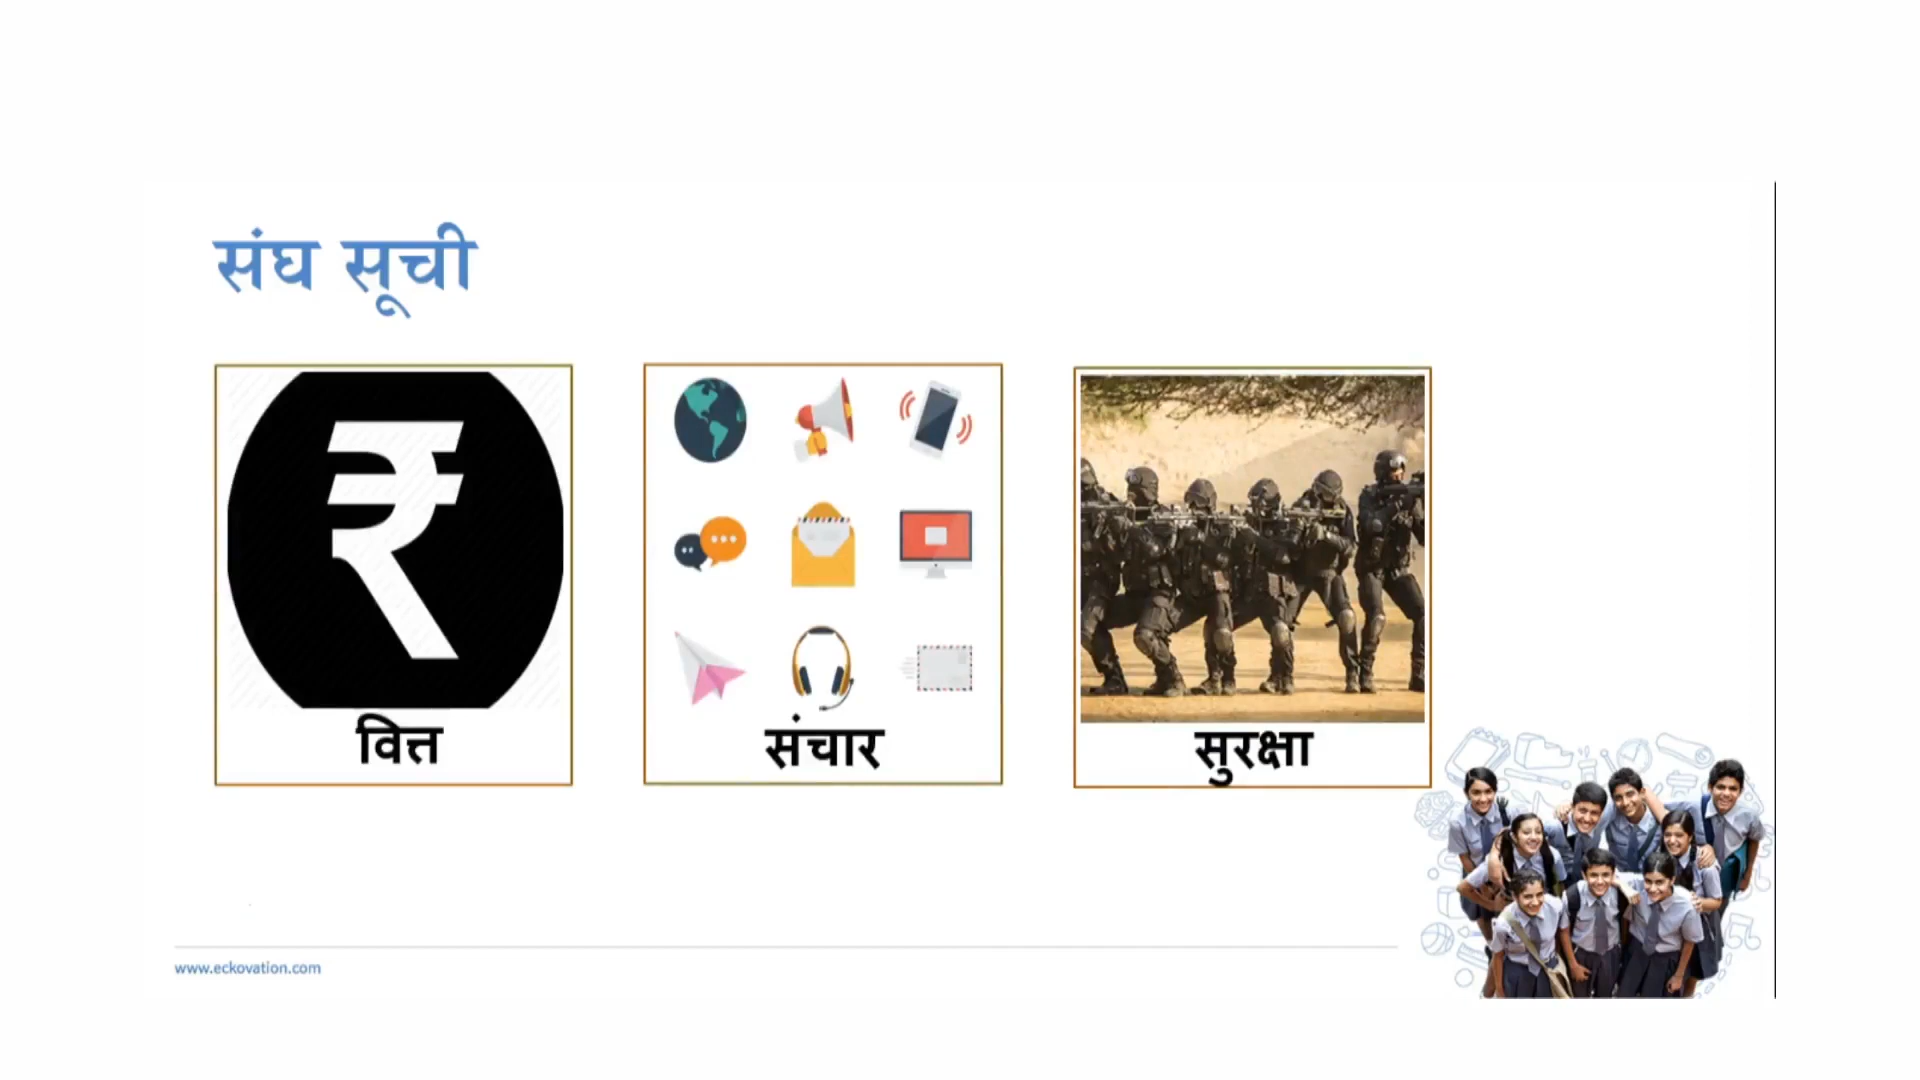 संघ सूची
वित्त
संचार
सुरक्षा
www.eckovation.com